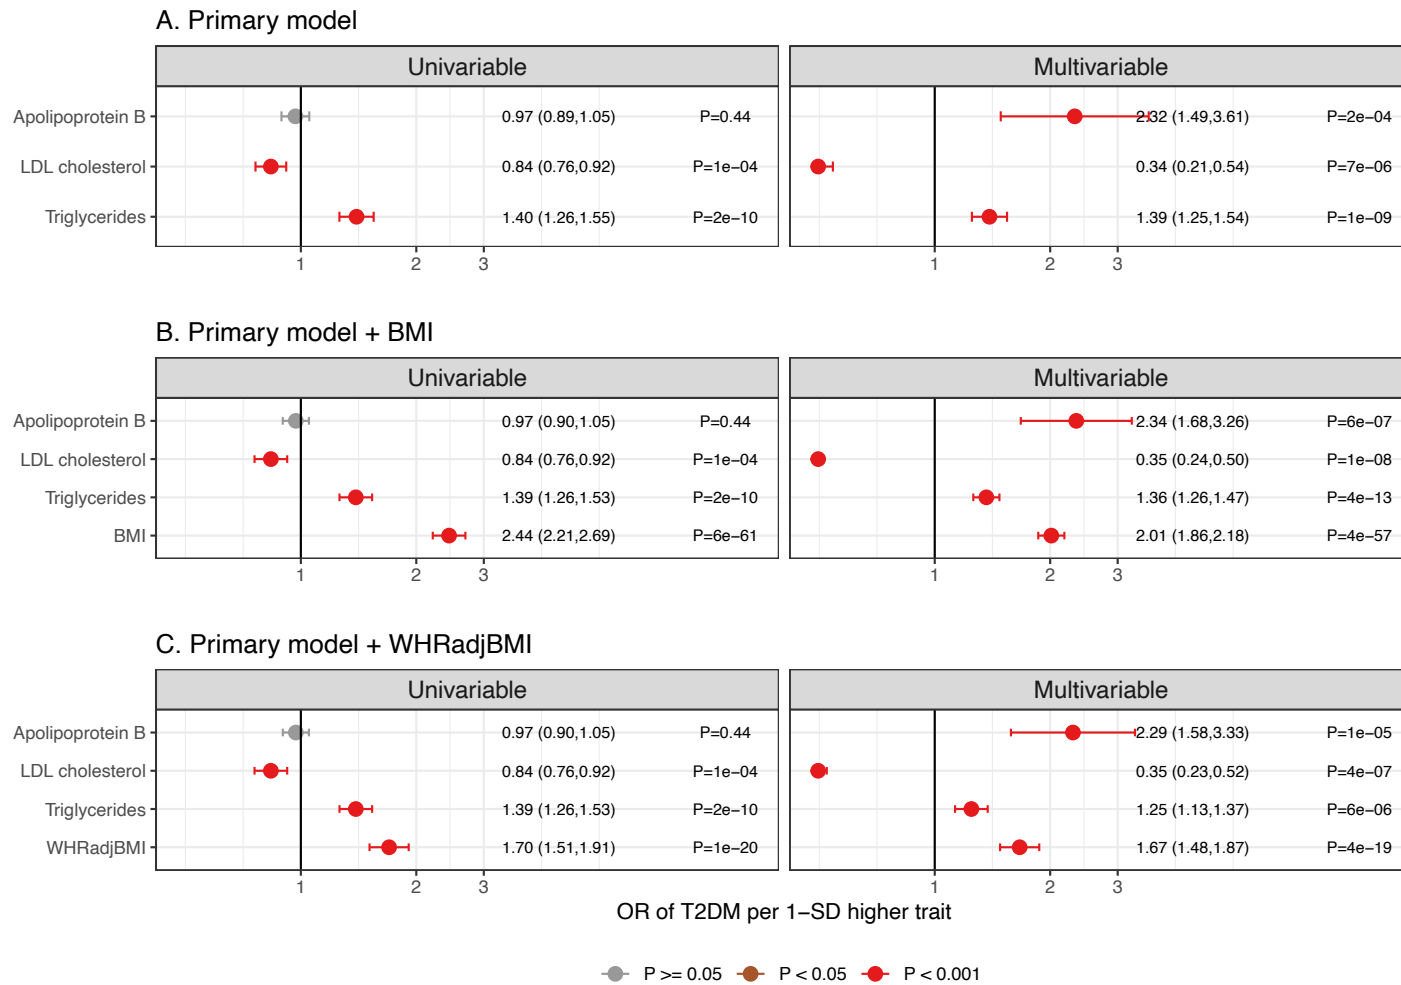 A. Primary model
Univariable
Multivariable
Apolipoprotein B
0.97 (0.89,1.05)
P=0.44
2.32 (1.49,3.61)
P=2e−04
LDL cholesterol
0.84 (0.76,0.92)
P=1e−04
0.34 (0.21,0.54)
P=7e−06
Triglycerides
1.40 (1.26,1.55)
P=2e−10
1.39 (1.25,1.54)
P=1e−09
1 2 3
1 2 3
B. Primary model + BMI
Univariable
Multivariable
Apolipoprotein B
0.97 (0.90,1.05)
P=0.44
2.34 (1.68,3.26)
P=6e−07
LDL cholesterol
0.84 (0.76,0.92)
P=1e−04
0.35 (0.24,0.50)
P=1e−08
Triglycerides
1.39 (1.26,1.53)
P=2e−10
1.36 (1.26,1.47)
P=4e−13
BMI
2.44 (2.21,2.69)
P=6e−61
2.01 (1.86,2.18)
P=4e−57
1 2 3
1 2 3
C. Primary model + WHRadjBMI
Univariable
Multivariable
Apolipoprotein B
0.97 (0.90,1.05)
P=0.44
2.29 (1.58,3.33)
P=1e−05
LDL cholesterol
0.84 (0.76,0.92)
P=1e−04
0.35 (0.23,0.52)
P=4e−07
Triglycerides
1.39 (1.26,1.53)
P=2e−10
1.25 (1.13,1.37)
P=6e−06
WHRadjBMI
1.70 (1.51,1.91)
P=1e−20
1.67 (1.48,1.87)
P=4e−19
1 2 3
1 2 3
OR of T2DM per 1−SD higher trait
P >= 0.05
P < 0.05
P < 0.001